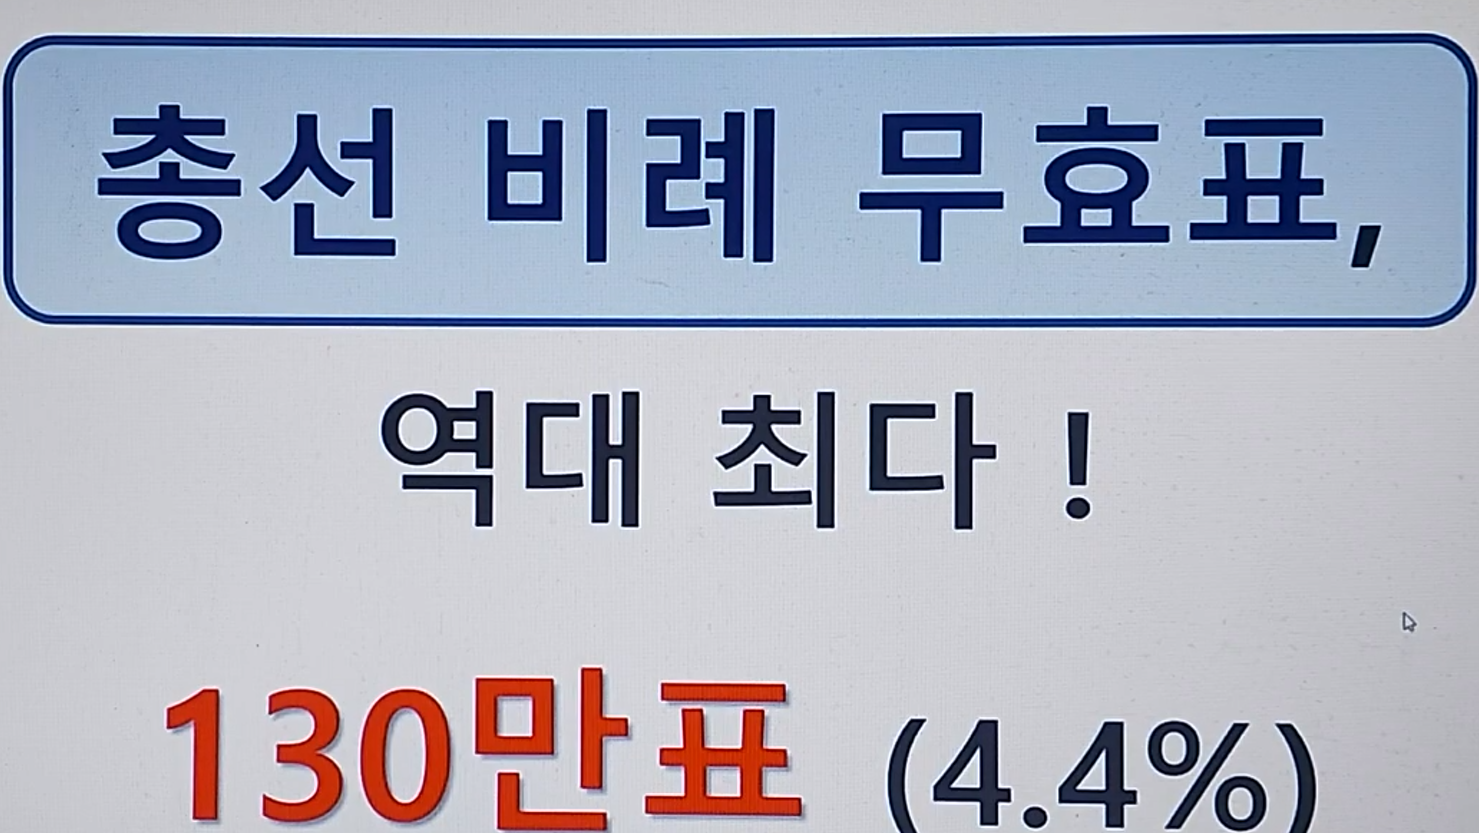 총선 비례 무효표,
역대 최다 !
130만표 (4.4%)